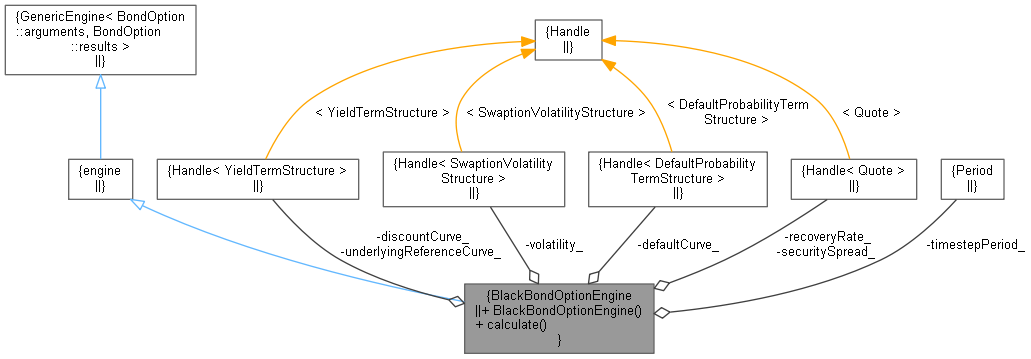 {GenericEngine< BondOption
::arguments, BondOption
::results >
||}
{Handle
||}
< YieldTermStructure >
< SwaptionVolatilityStructure >
< DefaultProbabilityTerm
Structure >
< Quote >
{engine
||}
{Handle< YieldTermStructure >
||}
{Handle< SwaptionVolatility
Structure >
||}
{Handle< DefaultProbability
TermStructure >
||}
{Handle< Quote >
||}
{Period
||}
-discountCurve_
-underlyingReferenceCurve_
-volatility_
-defaultCurve_
-recoveryRate_
-securitySpread_
-timestepPeriod_
{BlackBondOptionEngine
||+ BlackBondOptionEngine()
+ calculate()
}